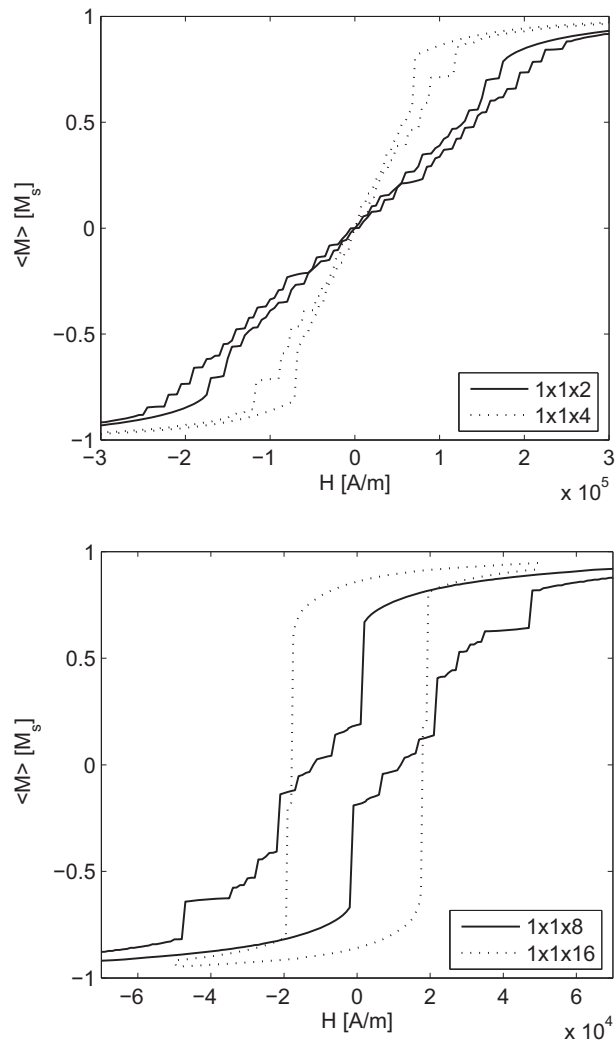 1
0.5
0
−0.5
−1
<M> [M_s]
−3 −2 −1 0 1 2 3
H [A/m]
x 10^5
1x1x2
1x1x4
1
0.5
0
−0.5
−1
<M> [M_s]
−6 −4 −2 0 2 4 6
H [A/m]
x 10^4
1x1x8
1x1x16